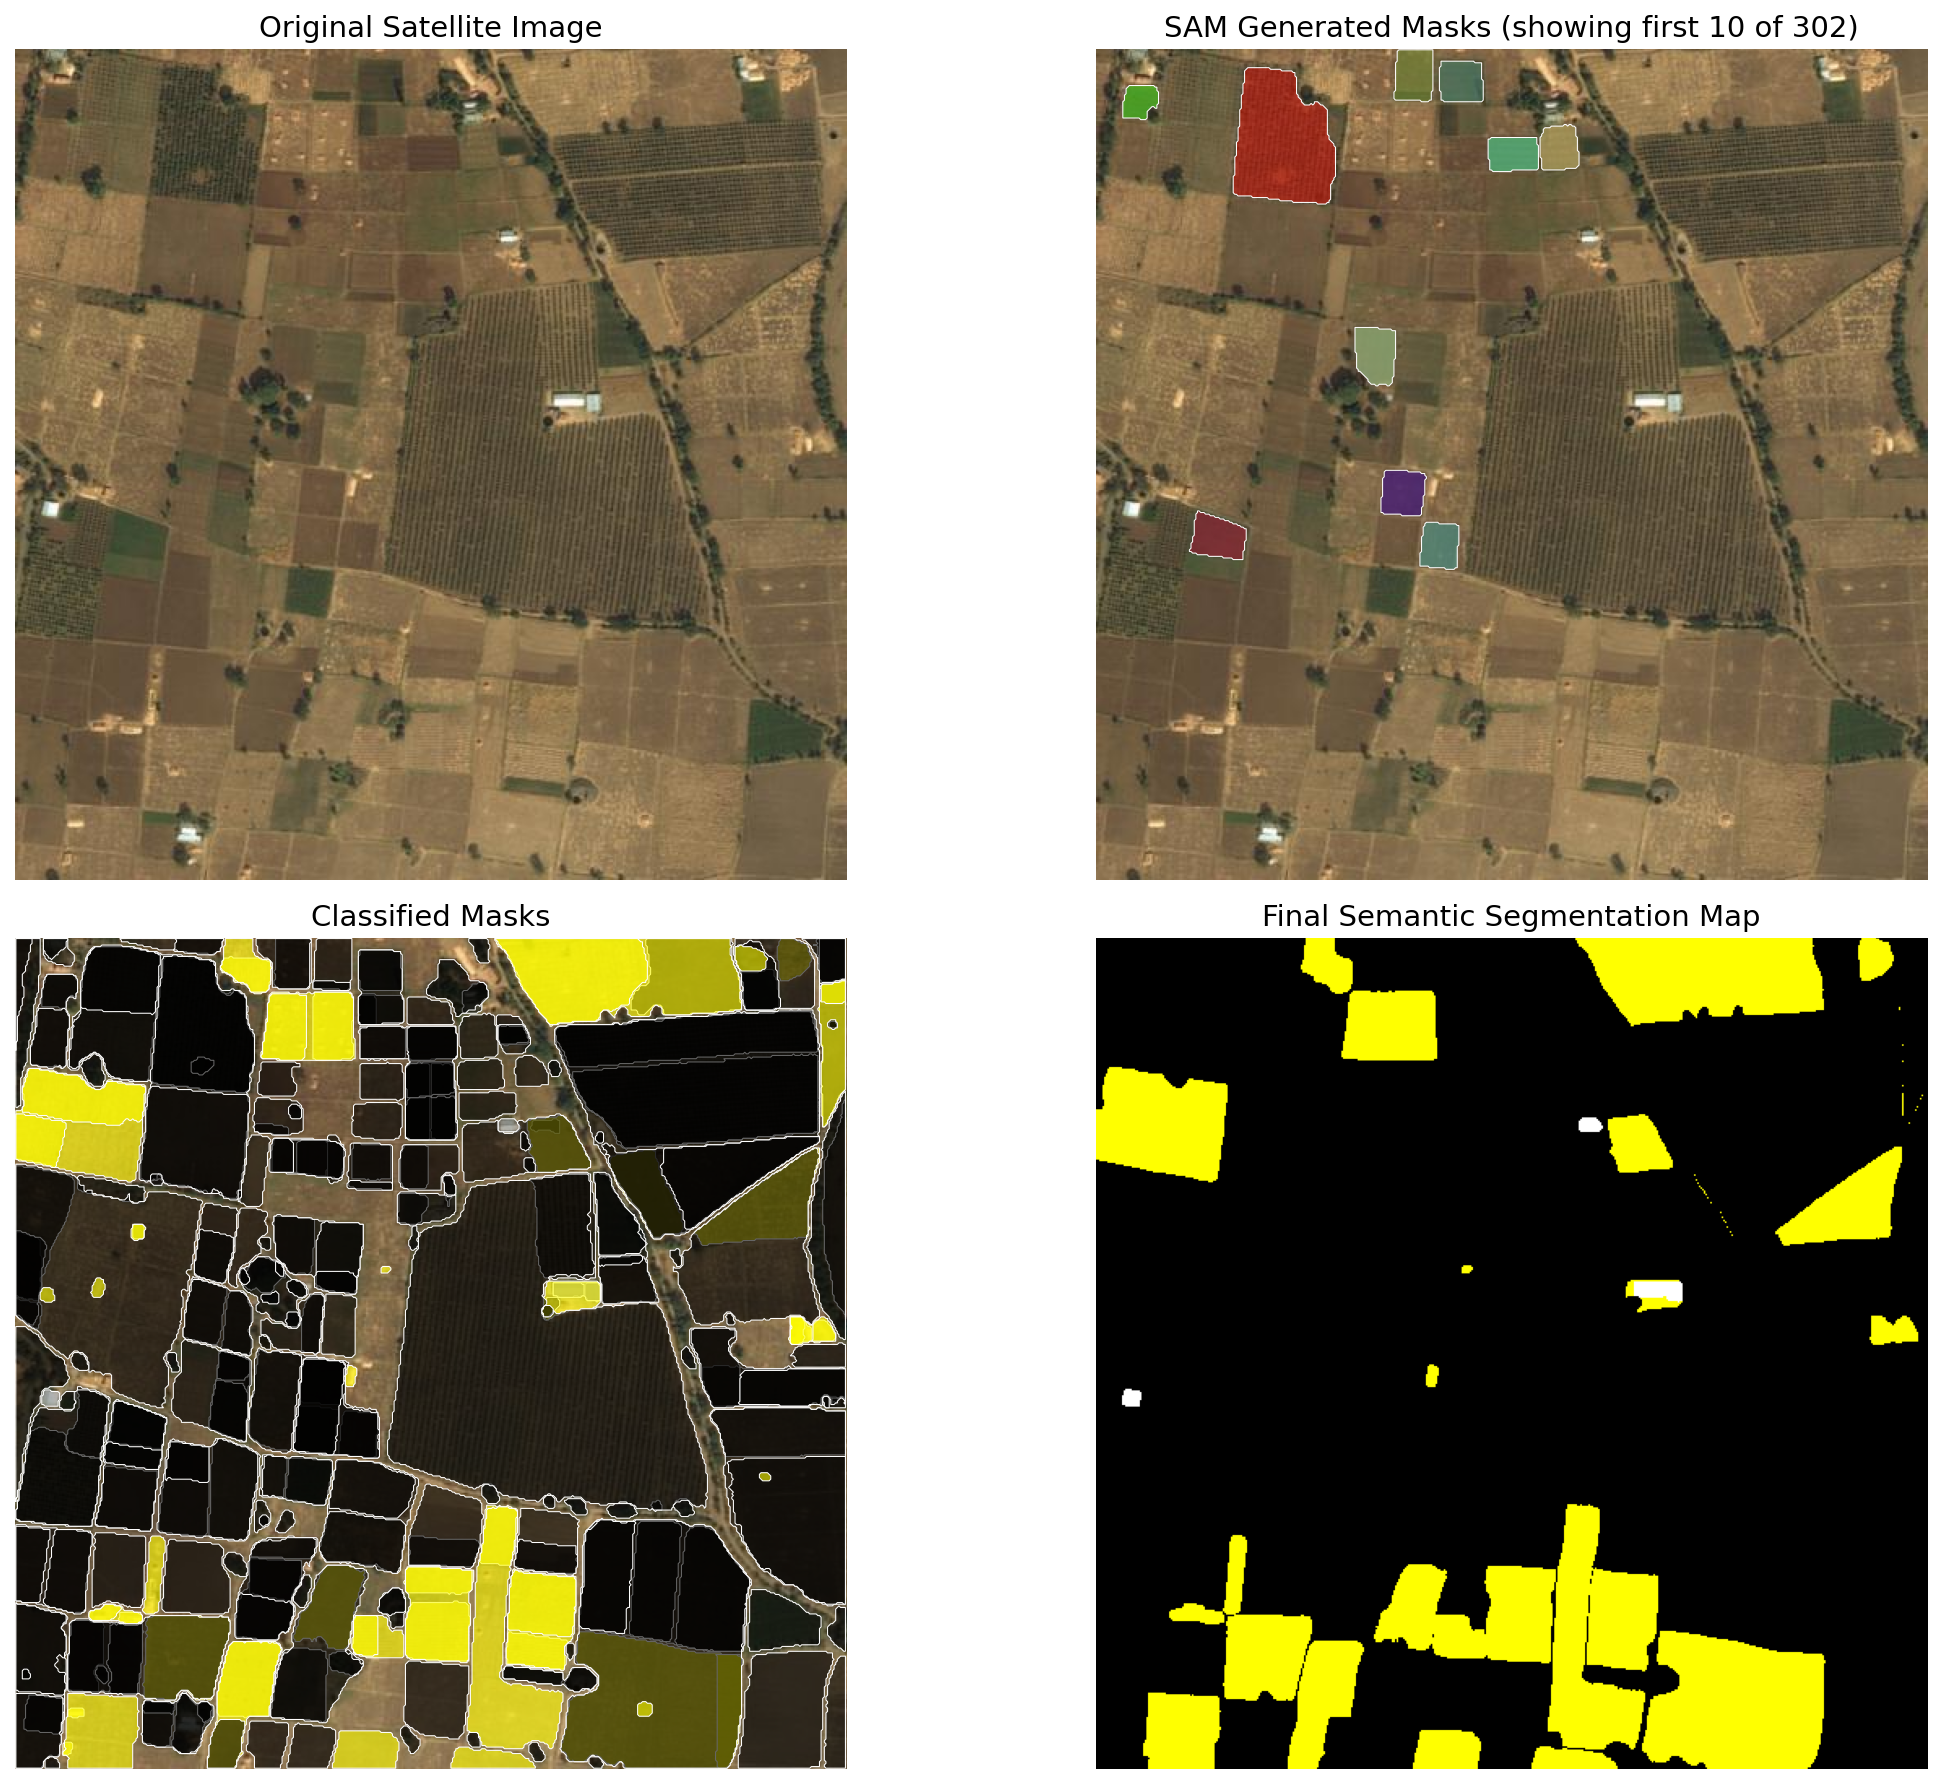 Original Satellite Image
SAM Generated Masks (showing first 10 of 302)
Classified Masks
Final Semantic Segmentation Map